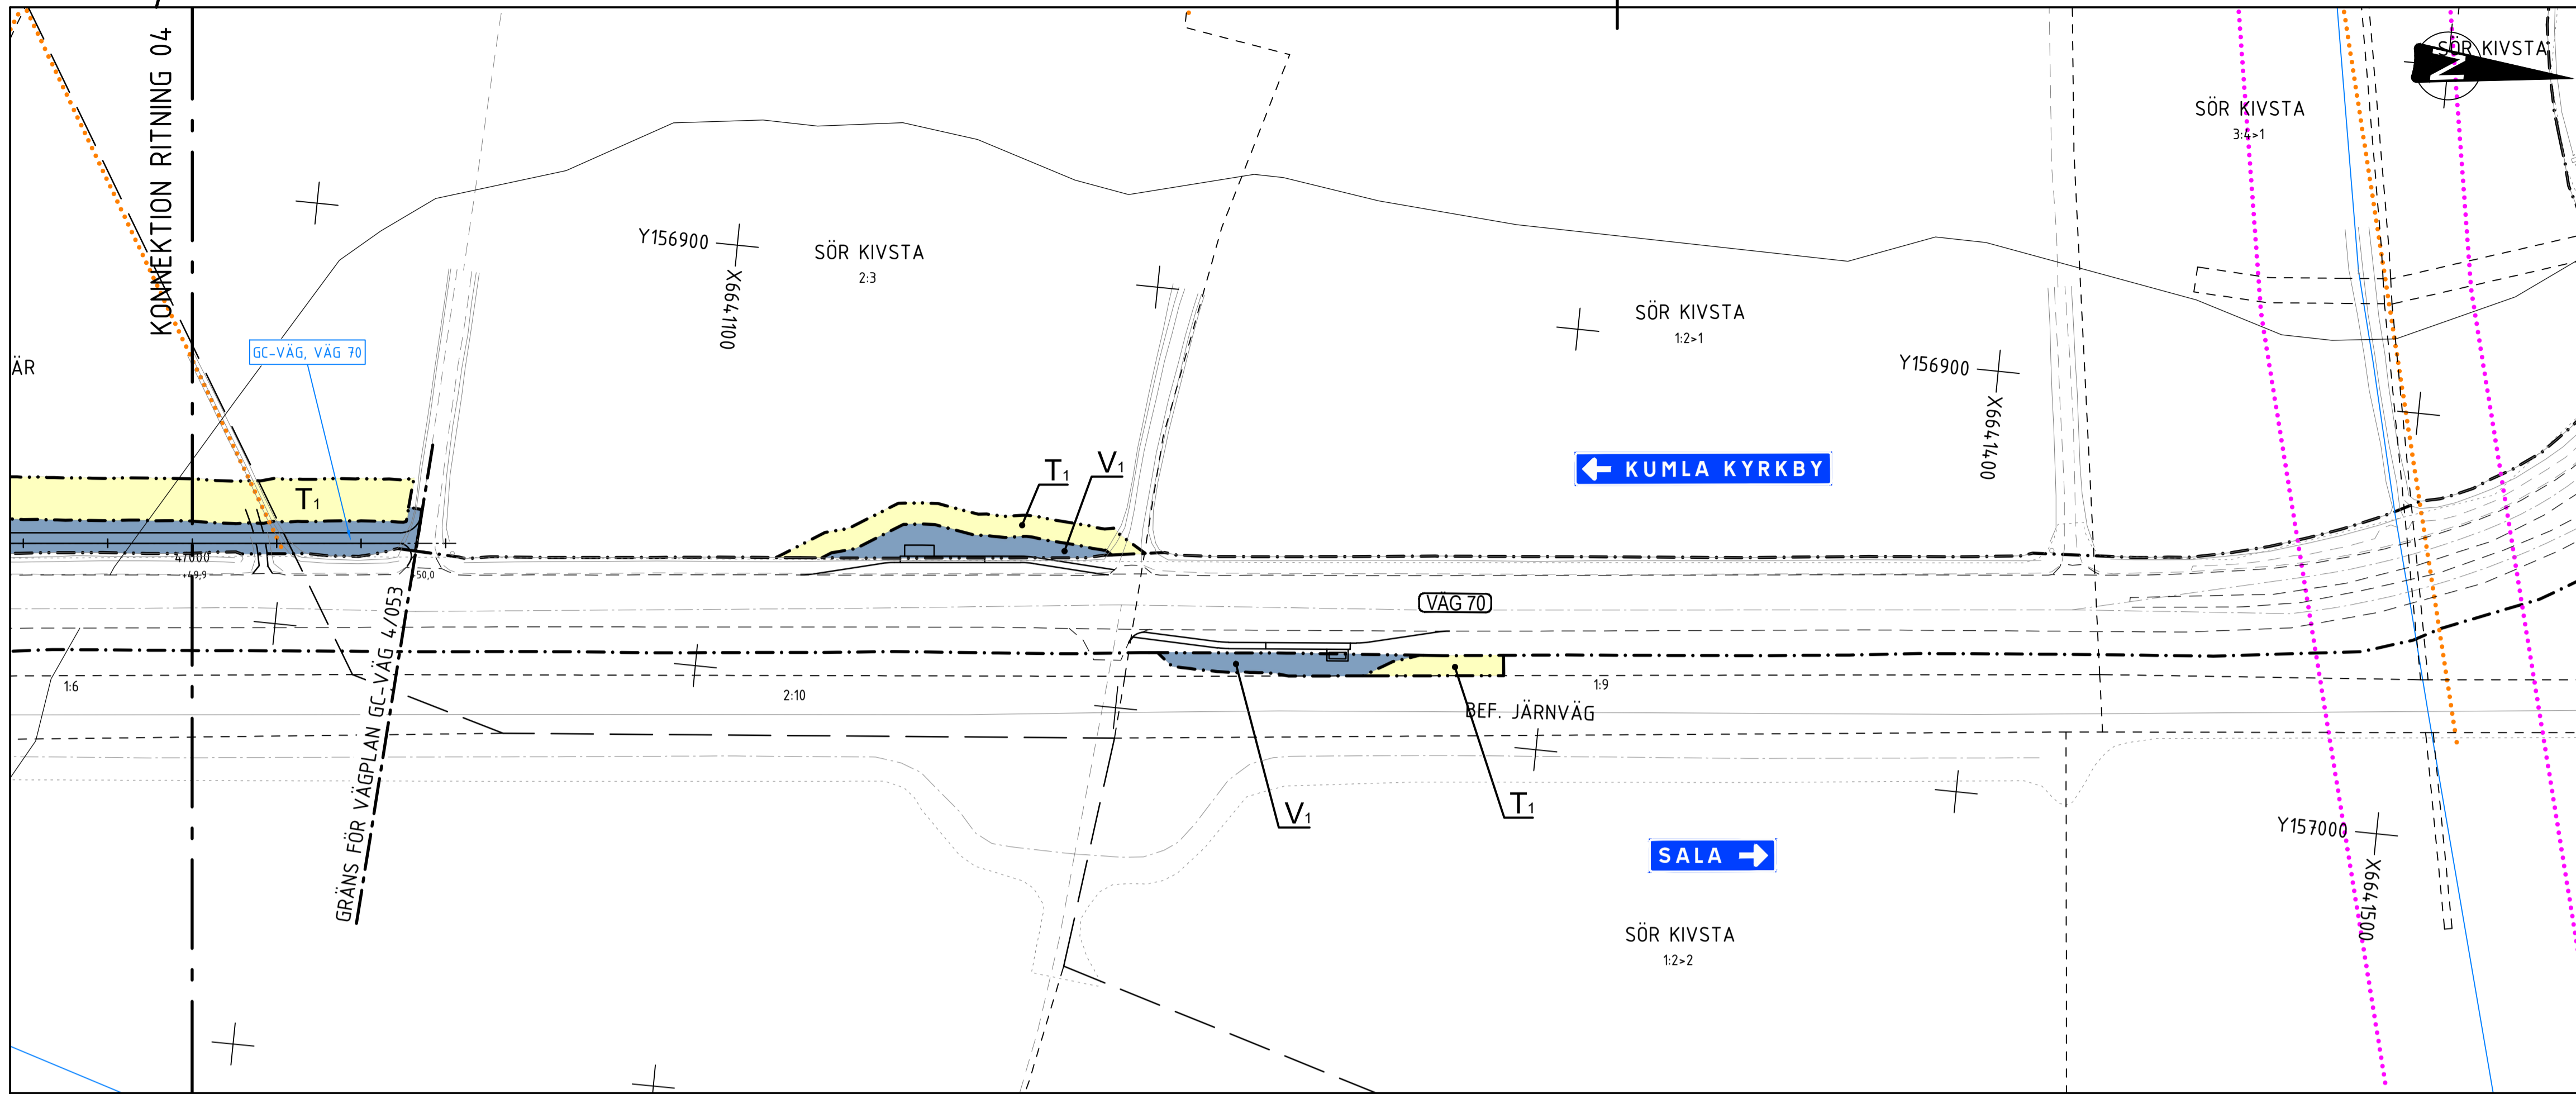 KONNEKTION RITNING 04
SÖR KIVSTA
N
SÖR KIVSTA
3:4>1
Y156900
X6641100
SÖR KIVSTA
2:3
SÖR KIVSTA
1:2>1
GC-VÄG, VÄG 70
ÄR
Y156900
X6641400
T1
V1
← KUMLA KYRKBY
T1
47000
+49,9
+50,0
VÄG 70
GRÄNS FÖR VÄGPLAN GC-VÄG 4/053
1:6
2:10
1:9
BEF. JÄRNVÄG
V1
T1
Y157000
X6641500
SALA →
SÖR KIVSTA
1:2>2